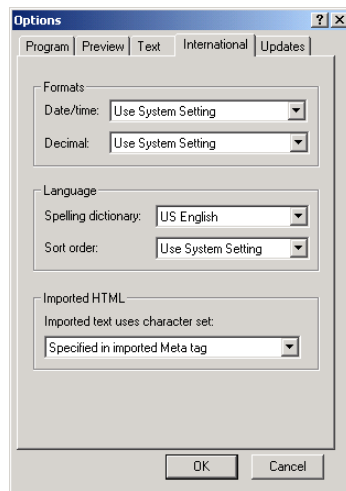 Options
Program Preview Text International Updates
Formats
Date/time: Use System Setting
Decimal: Use System Setting
Language
Spelling dictionary: US English
Sort order: Use System Setting
Imported HTML
Imported text uses character set:
Specified in imported Meta tag
OK Cancel